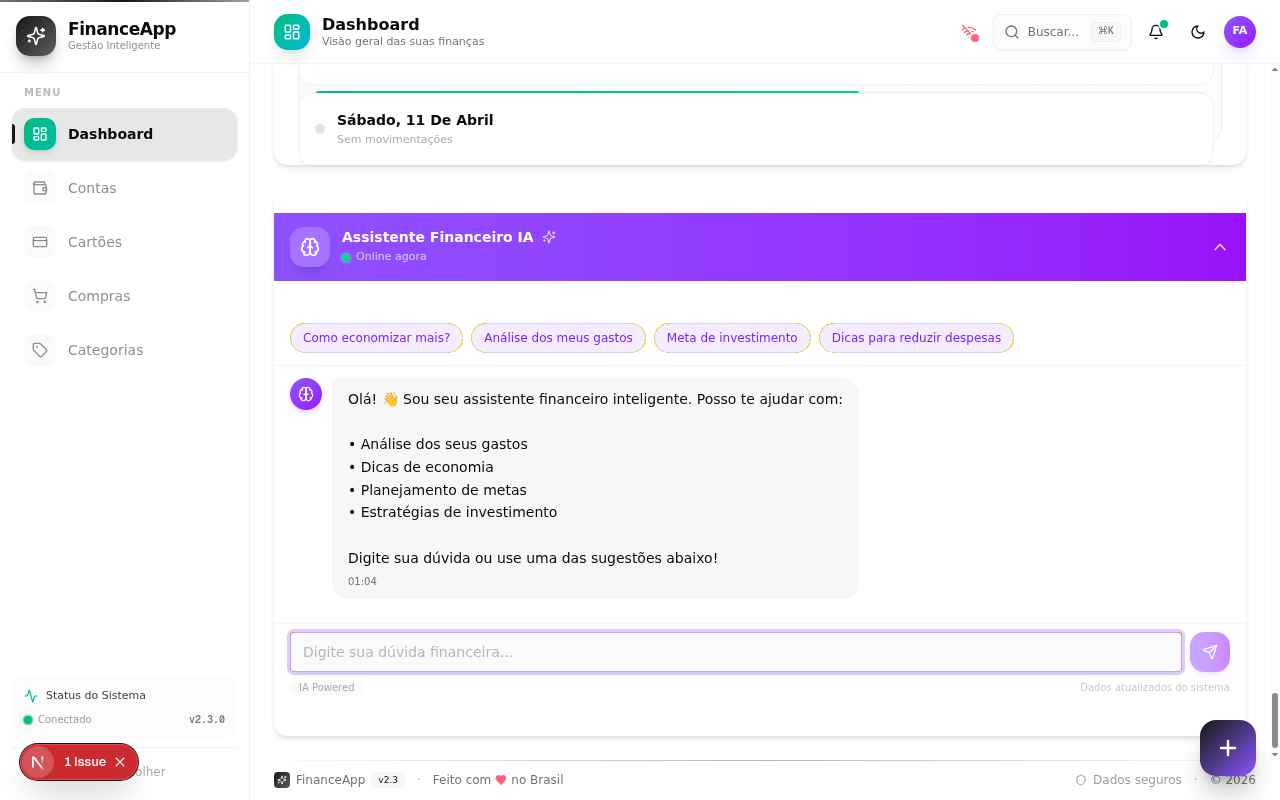 FinanceApp
Gestão Inteligente
MENU
Dashboard
Contas
Cartões
Compras
Categorias
Status do Sistema
Conectado
v2.3.0
1 Issue
olher
Dashboard
Visão geral das suas finanças
Buscar...
⌘K
FA
Sábado, 11 De Abril
Sem movimentações
Assistente Financeiro IA
Online agora
Como economizar mais?
Análise dos meus gastos
Meta de investimento
Dicas para reduzir despesas
Olá! 👋 Sou seu assistente financeiro inteligente. Posso te ajudar com:
• Análise dos seus gastos
• Dicas de economia
• Planejamento de metas
• Estratégias de investimento
Digite sua dúvida ou use uma das sugestões abaixo!
01:04
Digite sua dúvida financeira...
IA Powered
Dados atualizados do sistema
FinanceApp
v2.3
·
Feito com ❤ no Brasil
Dados seguros
·
© 2026